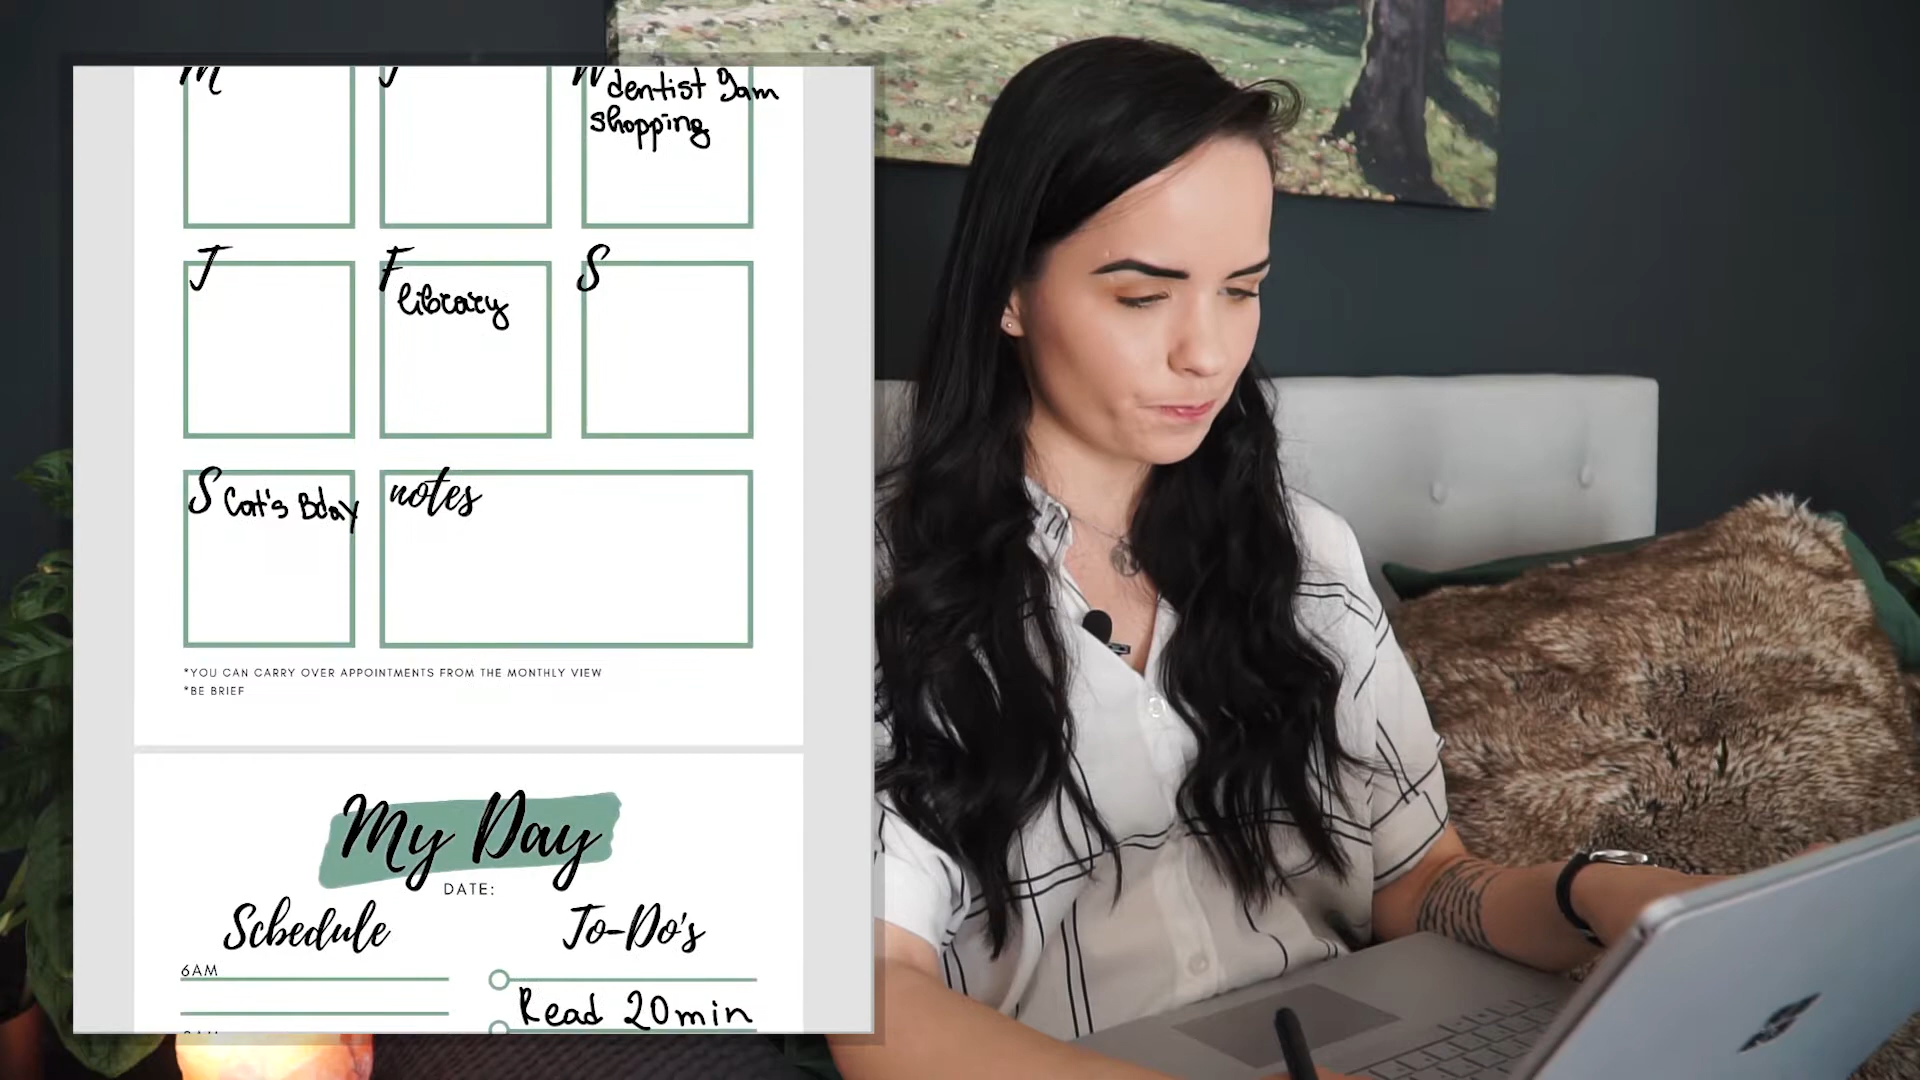 M T W dentist 9am
shopping
T F S
library
S Cat's Bday notes
*YOU CAN CARRY OVER APPOINTMENTS FROM THE MONTHLY VIEW
*BE BRIEF
My Day
DATE:
Schedule To-Do's
6AM
Read 20min